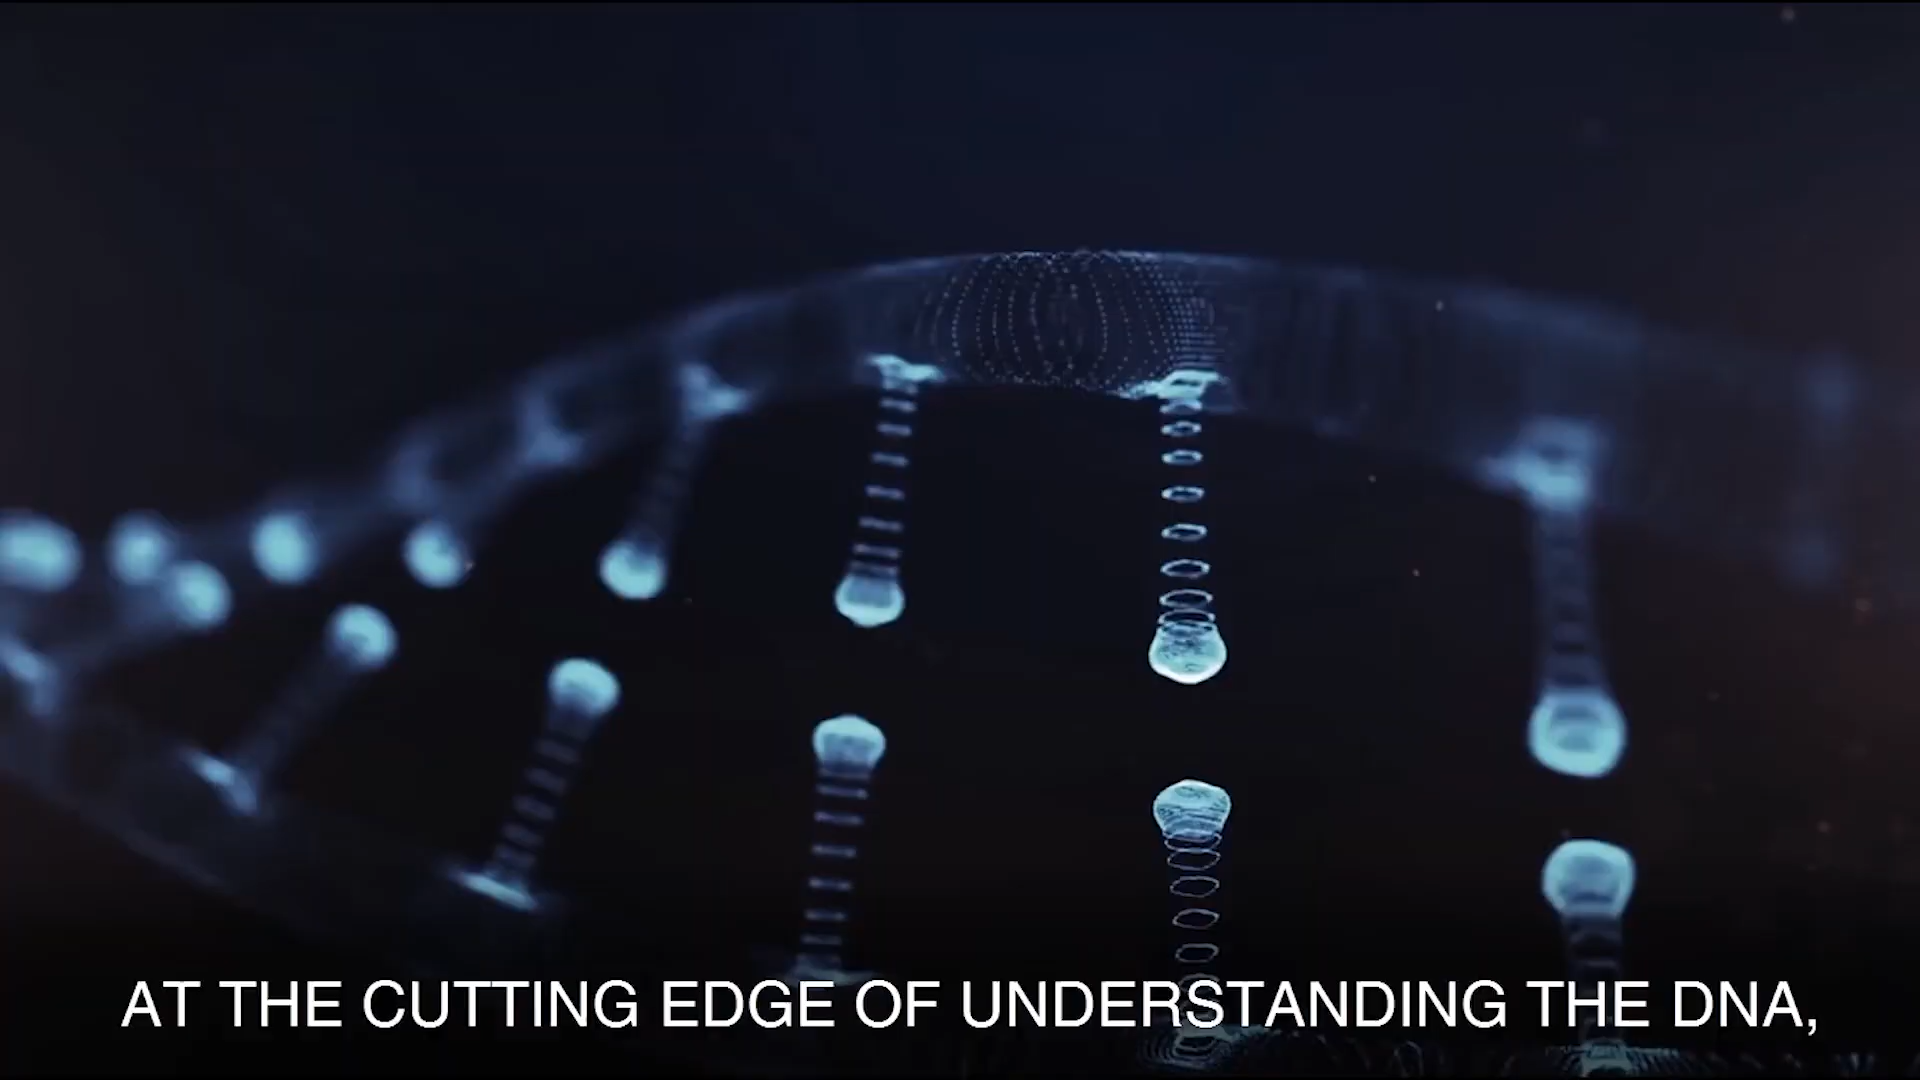 AT THE CUTTING EDGE OF UNDERSTANDING THE DNA,